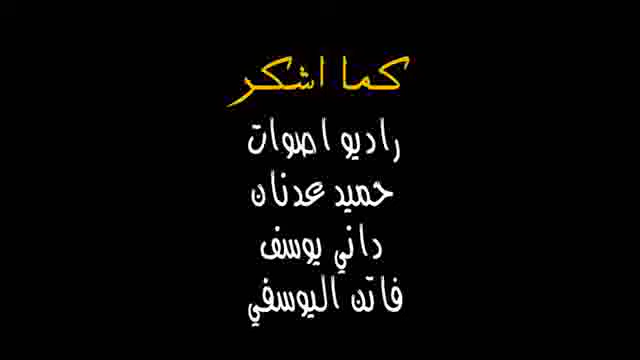 كما اشكر
راديو اصوات
حميد عدنان
داني يوسف
فاتن اليوسفي